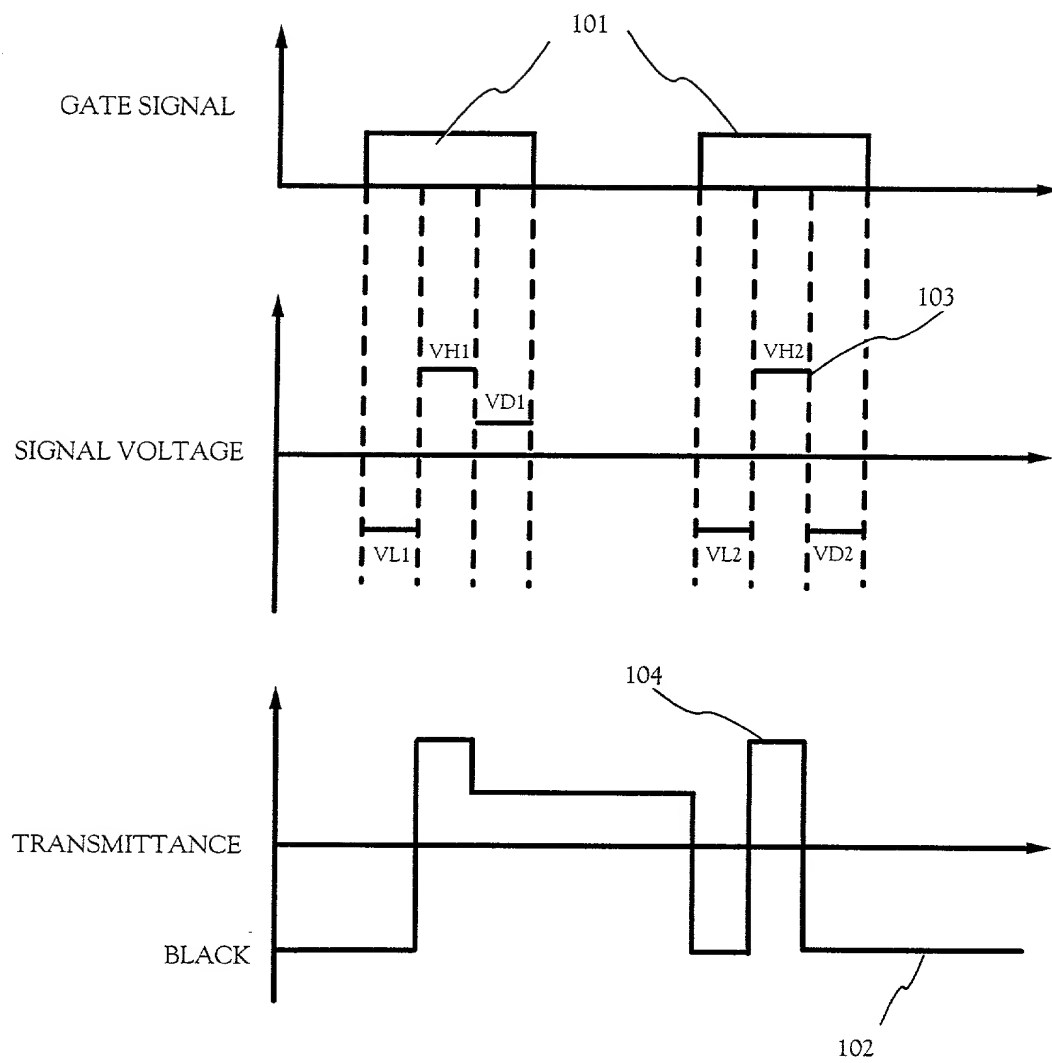 101
GATE SIGNAL
103
VH1
VH2
VD1
SIGNAL VOLTAGE
VL1
VL2
VD2
104
TRANSMITTANCE
BLACK
102